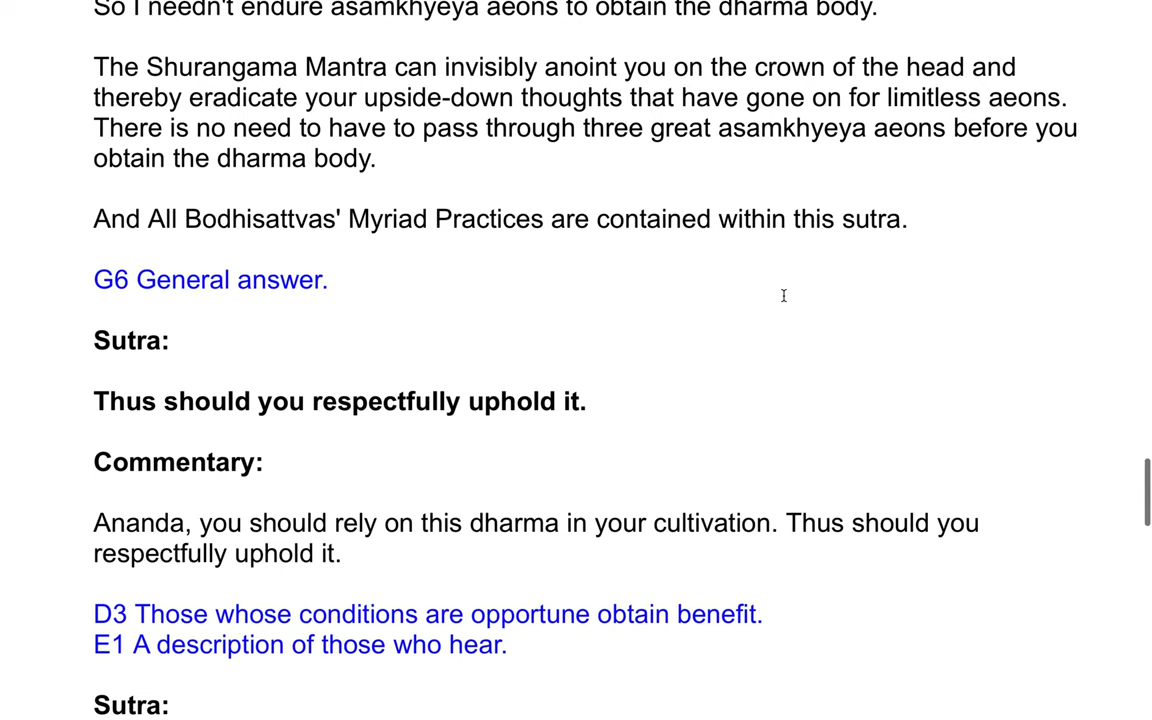 So I needn't endure asamkhyeya aeons to obtain the dharma body.
The Shurangama Mantra can invisibly anoint you on the crown of the head and
thereby eradicate your upside-down thoughts that have gone on for limitless aeons.
There is no need to have to pass through three great asamkhyeya aeons before you
obtain the dharma body.
And All Bodhisattvas' Myriad Practices are contained within this sutra.
G6 General answer.
Sutra:
Thus should you respectfully uphold it.
Commentary:
Ananda, you should rely on this dharma in your cultivation. Thus should you
respectfully uphold it.
D3 Those whose conditions are opportune obtain benefit.
E1 A description of those who hear.
Sutra: